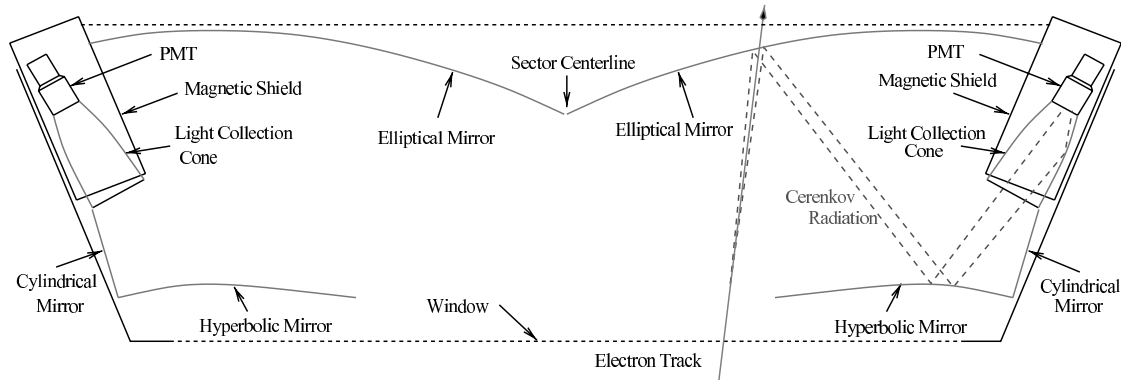 PMT
Magnetic Shield
Light Collection
Cone
Elliptical Mirror
Sector Centerline
Elliptical Mirror
PMT
Magnetic Shield
Light Collection
Cone
Cerenkov
Radiation
Cylindrical
Mirror
Hyperbolic Mirror
Window
Electron Track
Hyperbolic Mirror
Cylindrical
Mirror